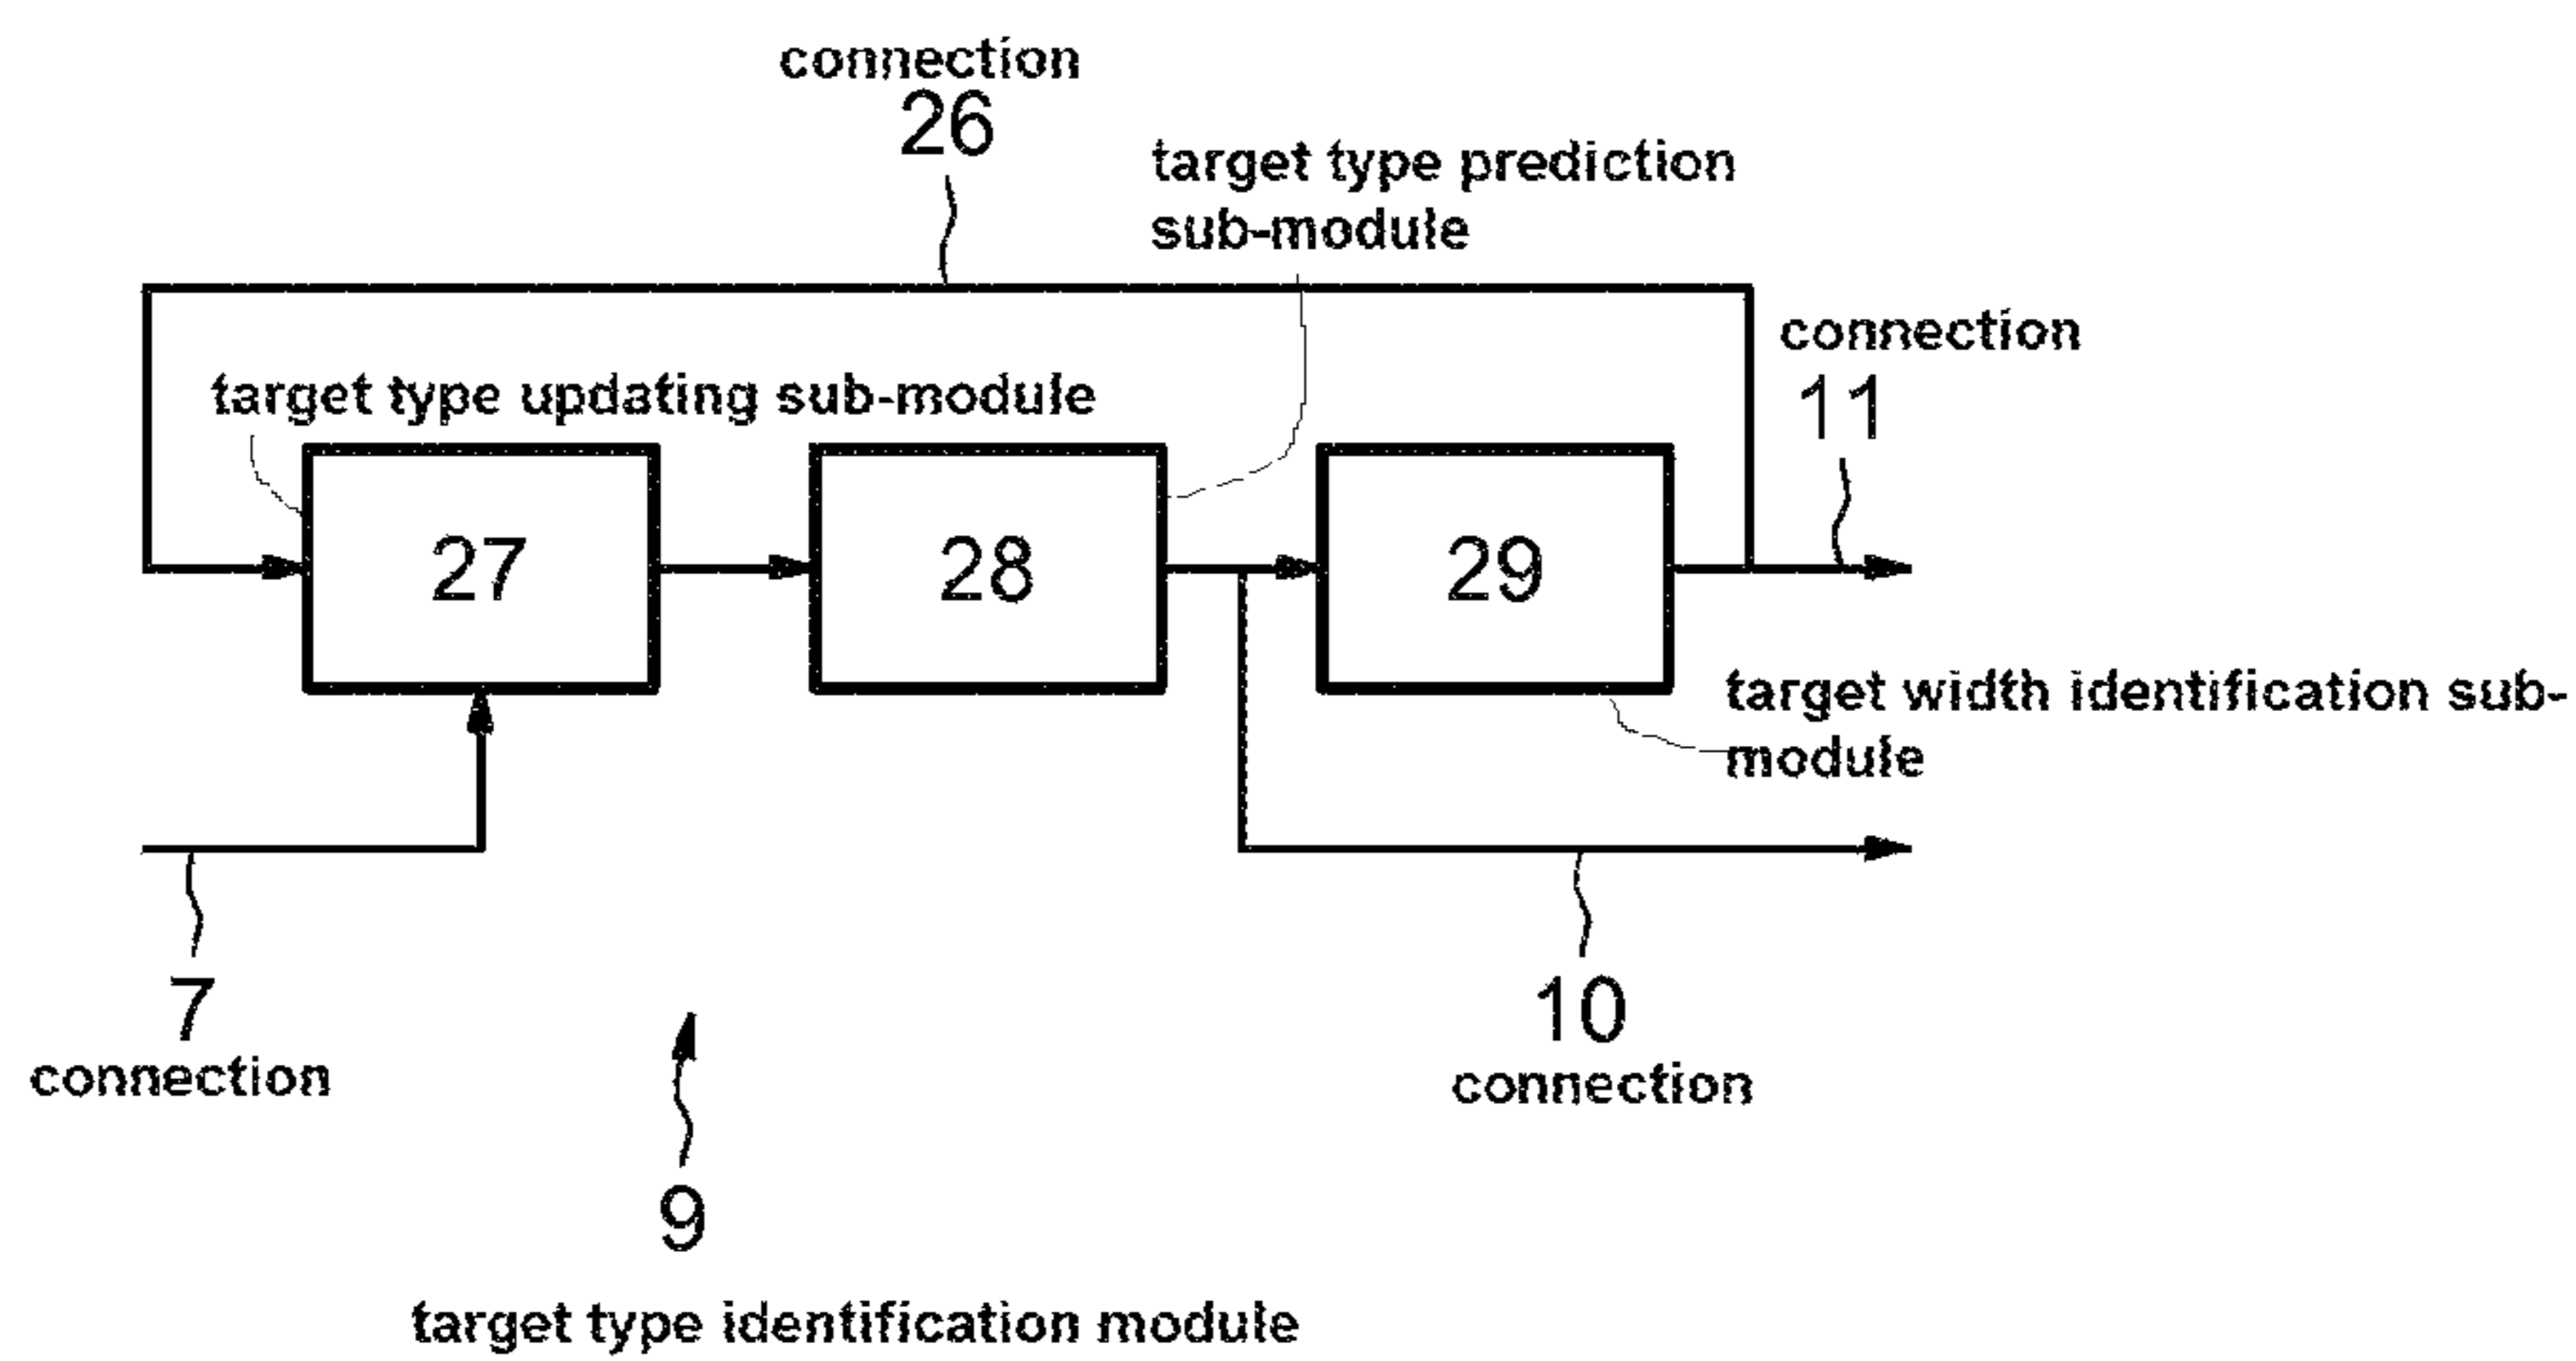 connection
26
target type prediction
sub-module
connection
11
target type updating sub-module
27
28
29
target width identification sub-
module
7
connection
10
connection
9
target type identification module